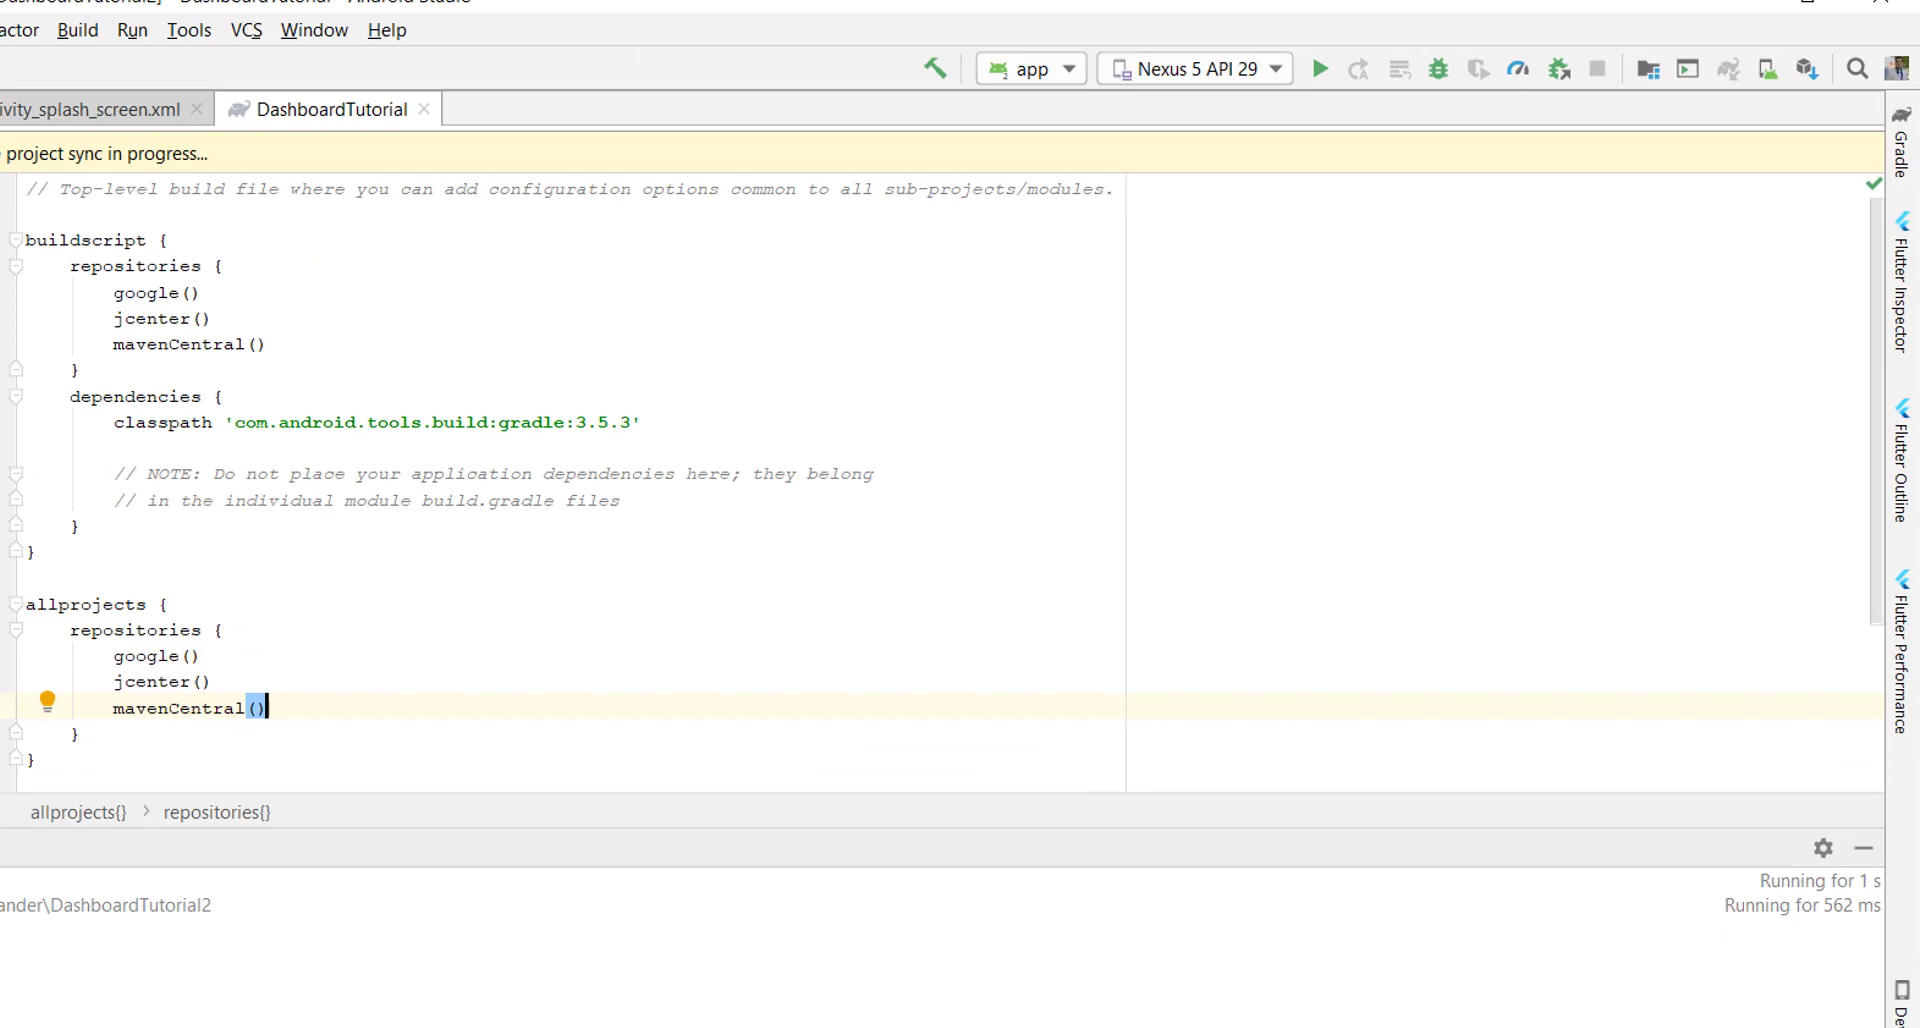 actor Build Run Tools VCS Window Help
app Nexus 5 API 29
ivity_splash_screen.xml DashboardTutorial
project sync in progress...
// Top-level build file where you can add configuration options common to all sub-projects/modules.
buildscript {
repositories {
google()
jcenter()
mavenCentral()
}
dependencies {
classpath 'com.android.tools.build:gradle:3.5.3'
// NOTE: Do not place your application dependencies here; they belong
// in the individual module build.gradle files
}
}
allprojects {
repositories {
google()
jcenter()
mavenCentral()
}
}
allprojects{} › repositories{}
Running for 1 s
ander\DashboardTutorial2
Running for 562 ms
Gradle
Flutter Inspector
Flutter Outline
Flutter Performance